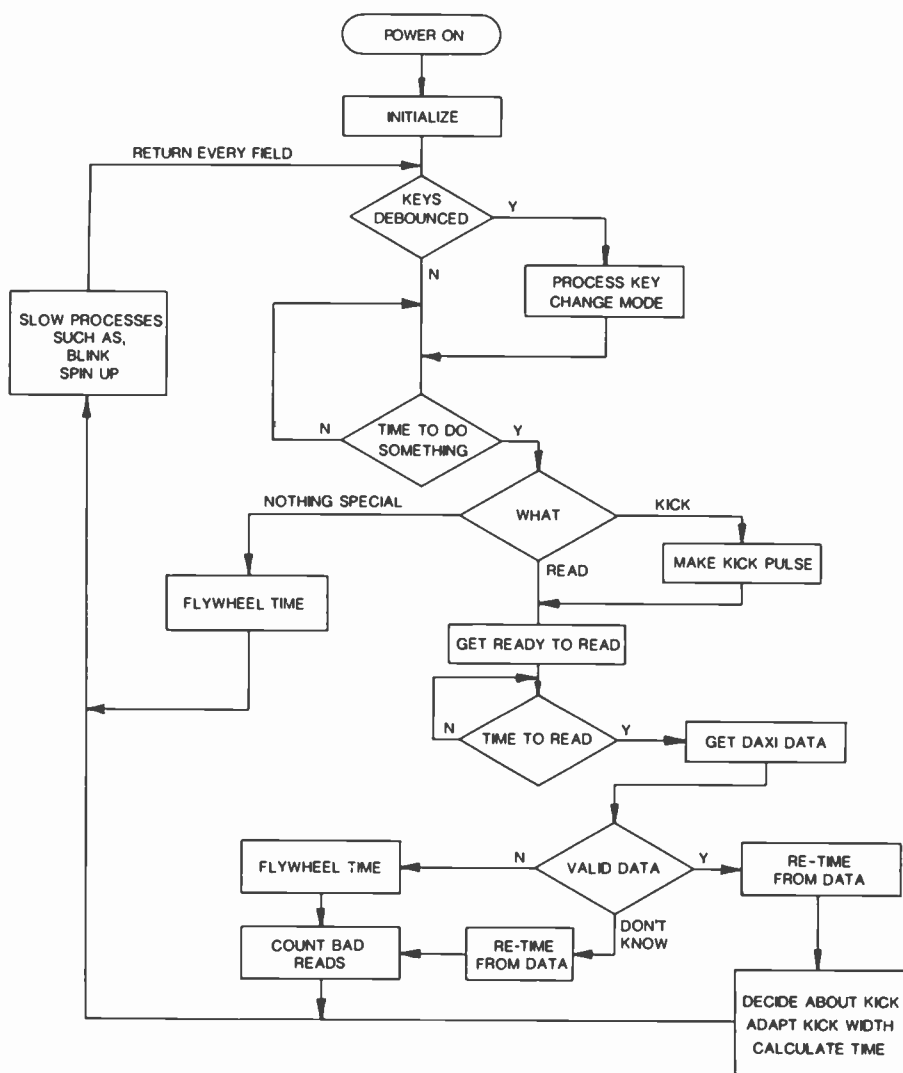 POWER ON
INITIALIZE
RETURN EVERY FIELD
KEYS
DEBOUNCED
Y
N
PROCESS KEY
CHANGE MODE
SLOW PROCESSES
SUCH AS,
BLINK
SPIN UP
N
TIME TO DO
SOMETHING
Y
NOTHING SPECIAL
WHAT
KICK
READ
MAKE KICK PULSE
FLYWHEEL TIME
GET READY TO READ
N
TIME TO READ
Y
GET DAXI DATA
FLYWHEEL TIME
N
VALID DATA
Y
RE-TIME
FROM DATA
DON'T
KNOW
COUNT BAD
READS
RE-TIME
FROM DATA
DECIDE ABOUT KICK
ADAPT KICK WIDTH
CALCULATE TIME